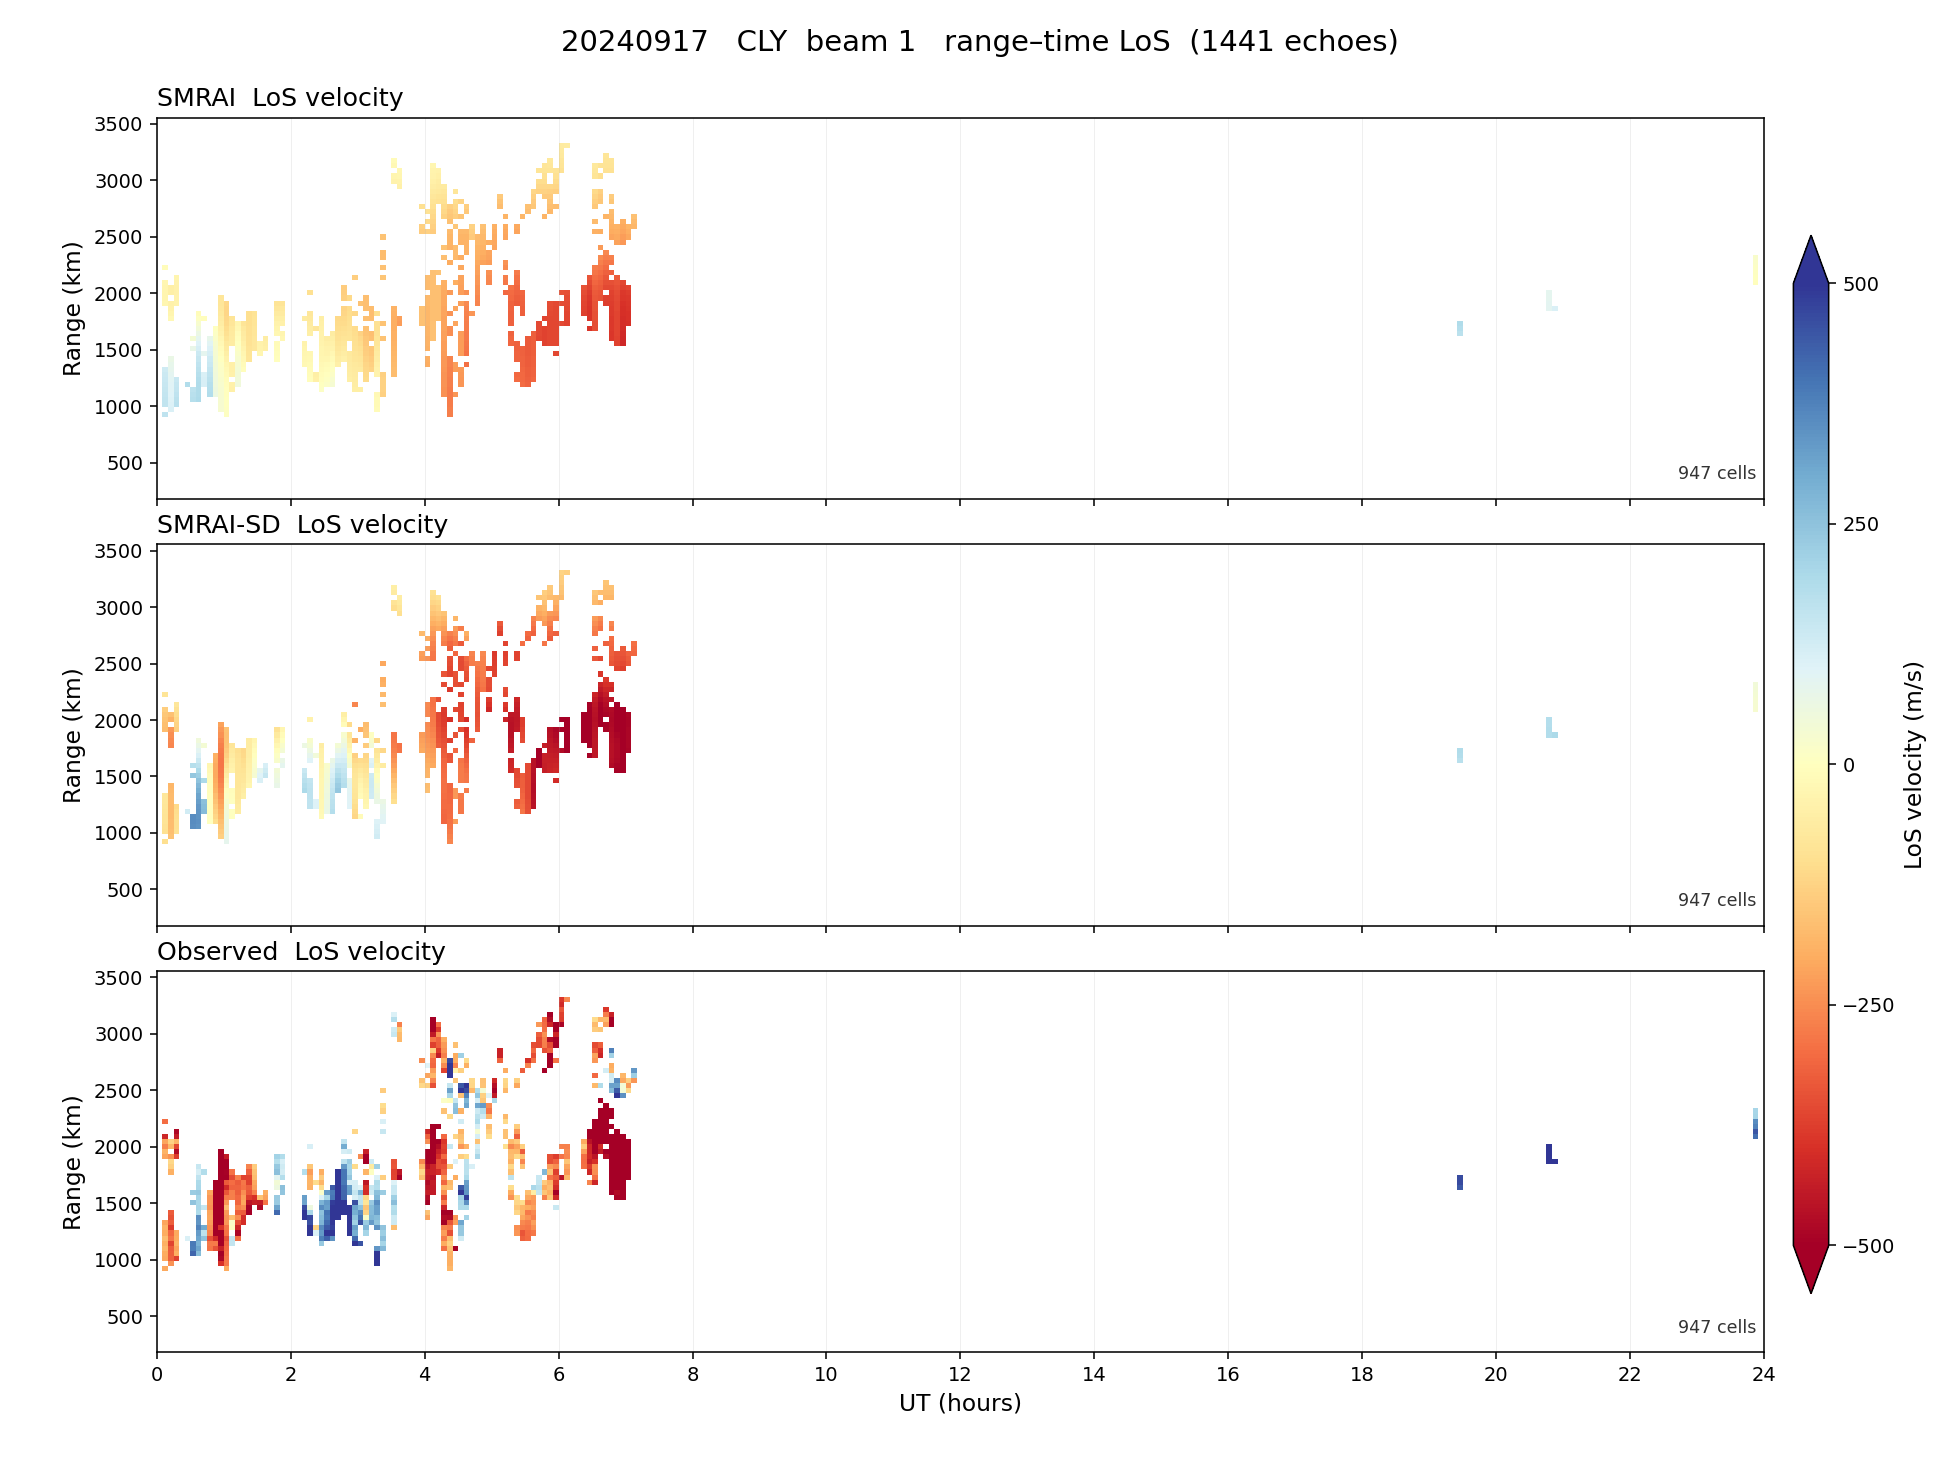 20240917   CLY  beam 1   range–time LoS  (1441 echoes)
SMRAI  LoS velocity
3500
3000
2500
2000
1500
1000
500
Range (km)
947 cells
SMRAI-SD  LoS velocity
3500
3000
2500
2000
1500
1000
500
Range (km)
947 cells
Observed  LoS velocity
3500
3000
2500
2000
1500
1000
500
Range (km)
947 cells
0 2 4 6 8 10 12 14 16 18 20 22 24
UT (hours)
500
250
0
−250
−500
LoS velocity (m/s)